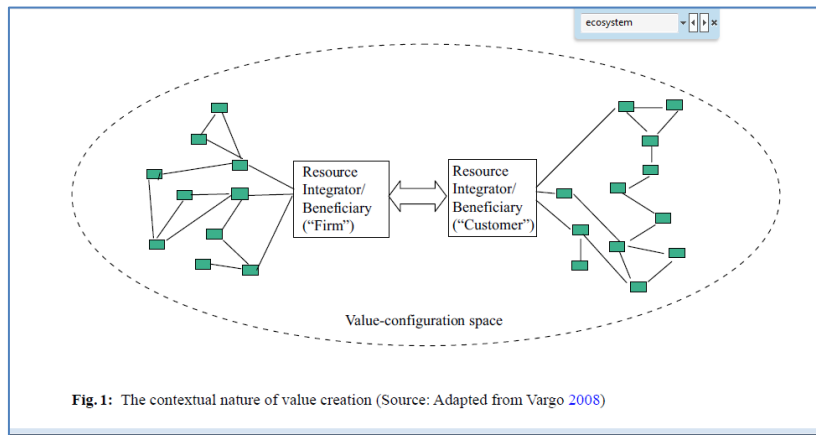 ecosystem
Resource
Integrator/
Beneficiary
(“Firm”)
Resource
Integrator/
Beneficiary
(“Customer”)
Value-configuration space
Fig. 1: The contextual nature of value creation (Source: Adapted from Vargo 2008)